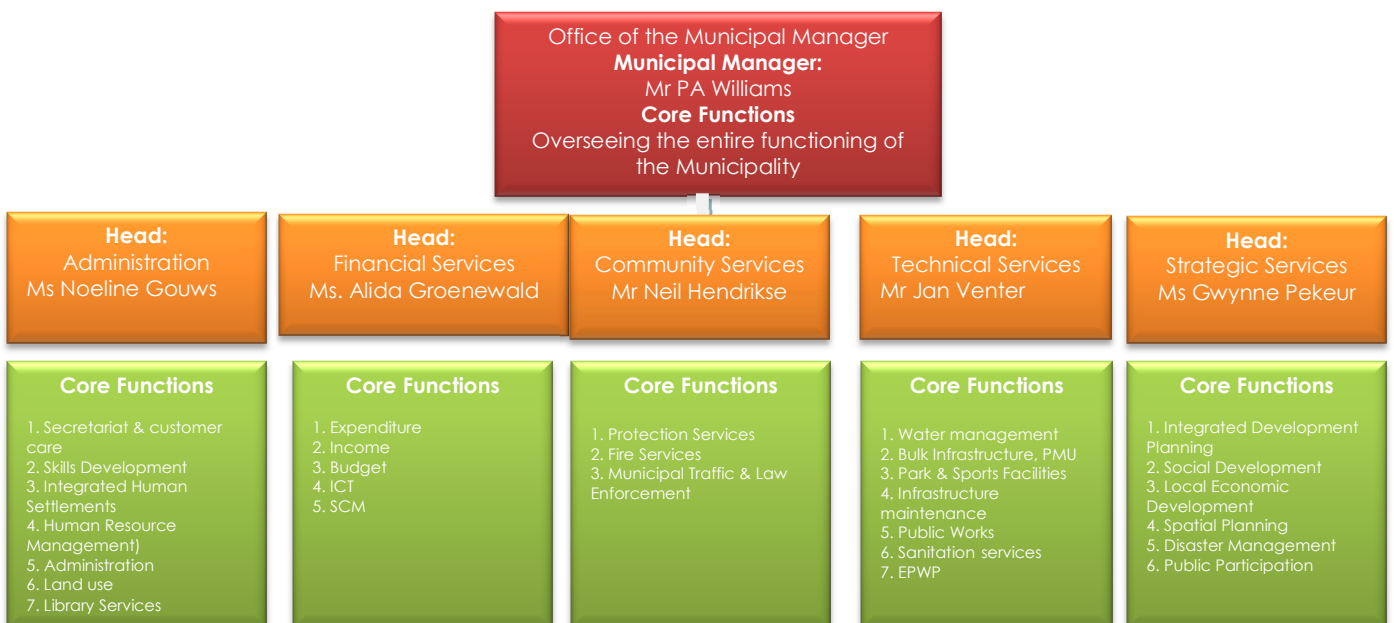 Office of the Municipal Manager
Municipal Manager:
Mr PA Williams
Core Functions
Overseeing the entire functioning of
the Municipality
Head:
Administration
Ms Noeline Gouws
Head:
Financial Services
Ms. Alida Groenewald
Head:
Community Services
Mr Neil Hendrikse
Head:
Technical Services
Mr Jan Venter
Head:
Strategic Services
Ms Gwynne Pekeur
Core Functions
1. Secretariat & customer
care
2. Skills Development
3. Integrated Human
Settlements
4. Human Resource
Management)
5. Administration
6. Land use
7. Library Services
Core Functions
1. Expenditure
2. Income
3. Budget
4. ICT
5. SCM
Core Functions
1. Protection Services
2. Fire Services
3. Municipal Traffic & Law
Enforcement
Core Functions
1. Water management
2. Bulk Infrastructure, PMU
3. Park & Sports Facilities
4. Infrastructure
maintenance
5. Public Works
6. Sanitation services
7. EPWP
Core Functions
1. Integrated Development
Planning
2. Social Development
3. Local Economic
Development
4. Spatial Planning
5. Disaster Management
6. Public Participation